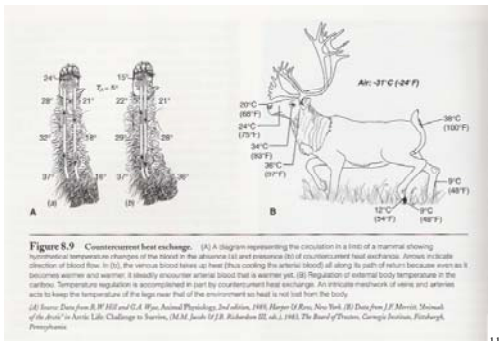 24°
15°
28°
21°
22°
21°
32°
29°
37°
37°
36°
(a)
(b)
A
Air: -31°C (-24°F)
20°C
(68°F)
24°C
(75°F)
34°C
(93°F)
36°C
(97°F)
38°C
(100°F)
9°C
(48°F)
12°C
(54°F)
9°C
(48°F)
B
Figure 8.9 Countercurrent heat exchange. (A) A diagram representing the circulation in a limb of a mammal showing
hypothetical temperature changes of the blood in the absence (a) and presence (b) of countercurrent heat exchange. Arrows indicate
direction of blood flow. In (b), the venous blood takes up heat (thus cooling the arterial blood) all along its path of return because even as it
becomes warmer and warmer, it steadily encounters arterial blood that is warmer yet. (B) Regulation of external body temperature in the
caribou. Temperature regulation is accomplished in part by countercurrent heat exchange. An intricate meshwork of veins and arteries
acts to keep the temperature of the legs near that of the environment so heat is not lost from the body.
(A) Source: Data from R.W. Hill and G.A. Wyse, Animal Physiology, 2nd edition, 1989, Harper & Row, New York. (B) Data from J.F. Merritt, "Animals
of the Arctic" in Arctic Life: Challenge to Survive, (M.M. Jacobs & J.B. Richardson III, eds.), 1983, The Board of Trustees, Carnegie Institute, Pittsburgh,
Pennsylvania.